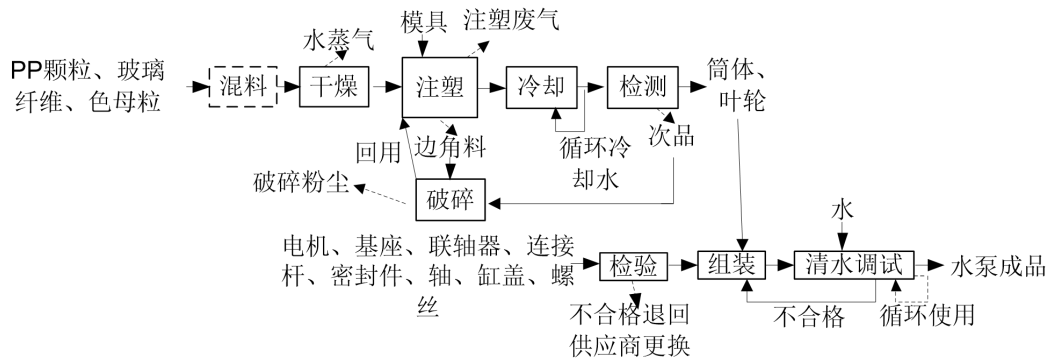 模具
注塑废气
水蒸气
PP颗粒、玻璃
纤维、色母粒
混料
干燥
注塑
冷却
检测
筒体、
叶轮
回用
边角料
循环冷
却水
次品
破碎粉尘
破碎
水
电机、基座、联轴器、连接
杆、密封件、轴、缸盖、螺
丝
检验
组装
清水调试
水泵成品
不合格退回
供应商更换
不合格
循环使用